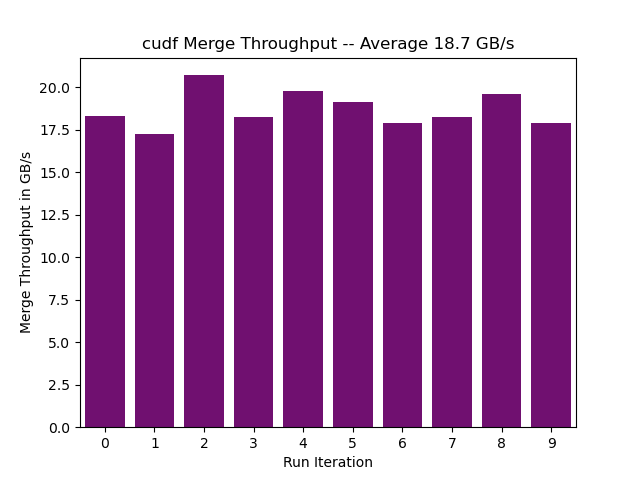 cudf Merge Throughput -- Average 18.7 GB/s
Merge Throughput in GB/s
20.0
17.5
15.0
12.5
10.0
7.5
5.0
2.5
0.0
0 1 2 3 4 5 6 7 8 9
Run Iteration